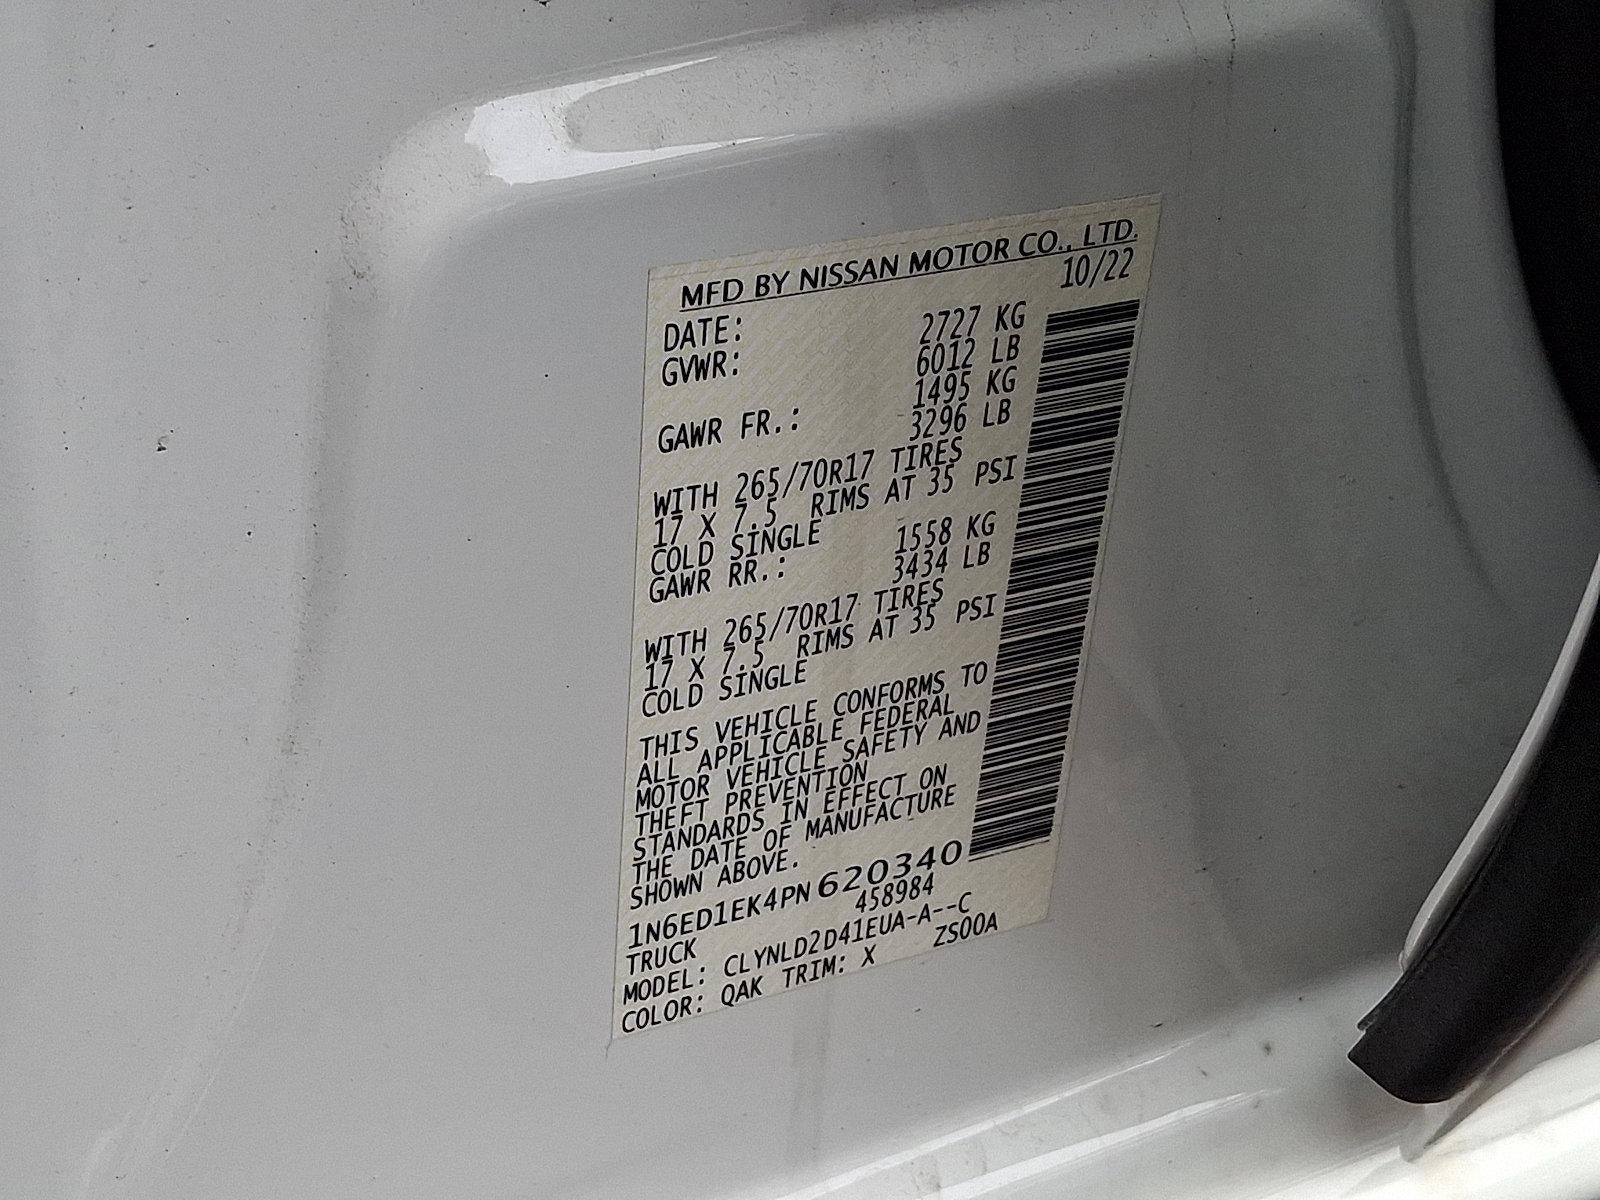 MFD BY NISSAN MOTOR CO., LTD.
DATE: 10/22
GVWR: 2727 KG
6012 LB
GAWR FR.: 1495 KG
3296 LB
WITH 265/70R17 TIRES
17 X 7.5 RIMS AT 35 PSI
COLD SINGLE
GAWR RR.: 1558 KG
3434 LB
WITH 265/70R17 TIRES
17 X 7.5 RIMS AT 35 PSI
COLD SINGLE
THIS VEHICLE CONFORMS TO
ALL APPLICABLE FEDERAL
MOTOR VEHICLE SAFETY AND
THEFT PREVENTION
STANDARDS IN EFFECT ON
THE DATE OF MANUFACTURE
SHOWN ABOVE.
1N6ED1EK4PN620340
TRUCK 458984
MODEL: CLYNLD2D41EUA-A--C
COLOR: QAK TRIM: X ZS00A